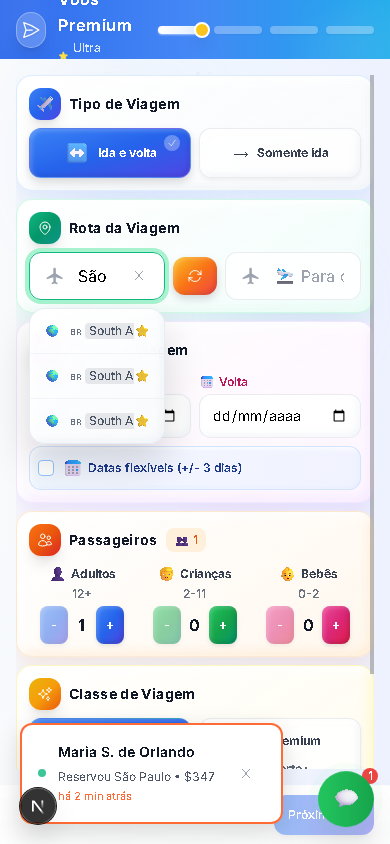 Premium
Ultra
Tipo de Viagem
Ida e volta
→ Somente ida
Rota da Viagem
São
Para
BR South A
BR South A
BR South A
em
Volta
dd/mm/aaaa
Datas flexíveis (+/- 3 dias)
Passageiros
1
Adultos
Crianças
Bebês
12+
2-11
0-2
- 1 +
- 0 +
- 0 +
Classe de Viagem
emium
Maria S. de Orlando
Reservou São Paulo • $347
há 2 min atrás
N
1
Próxi